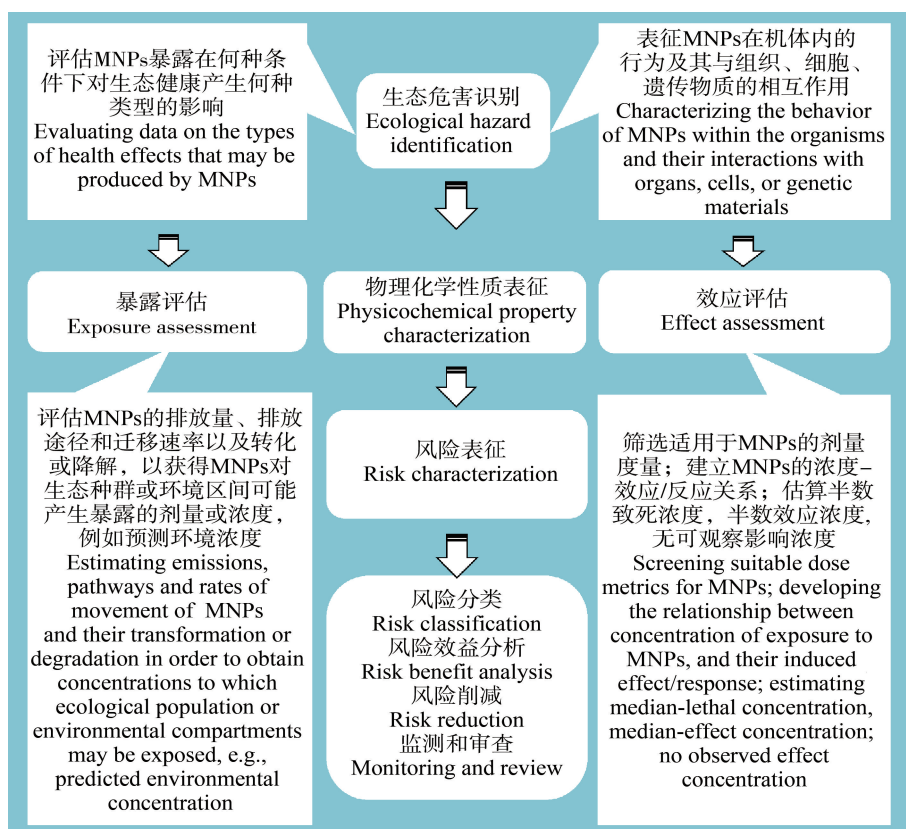 评估MNPs暴露在何种条
件下对生态健康产生何种
类型的影响
Evaluating data on the types
of health effects that may be
produced by MNPs
生态危害识别
Ecological hazard
identification
表征MNPs在机体内的
行为及其与组织、细胞、
遗传物质的相互作用
Characterizing the behavior
of MNPs within the organisms
and their interactions with
organs, cells, or genetic
materials
暴露评估
Exposure assessment
物理化学性质表征
Physicochemical property
characterization
效应评估
Effect assessment
评估MNPs的排放量、排放
途径和迁移速率以及转化
或降解，以获得MNPs对
生态种群或环境区间可能
产生暴露的剂量或浓度，
例如预测环境浓度
Estimating emissions,
pathways and rates of
movement of MNPs
and their transformation or
degradation in order to obtain
concentrations to which
ecological population or
environmental compartments
may be exposed, e.g.,
predicted environmental
concentration
风险表征
Risk characterization
风险分类
Risk classification
风险效益分析
Risk benefit analysis
风险削减
Risk reduction
监测和审查
Monitoring and review
筛选适用于MNPs的剂量
度量；建立MNPs的浓度–
效应/反应关系；估算半数
致死浓度，半数效应浓度,
无可观察影响浓度
Screening suitable dose
metrics for MNPs; developing
the relationship between
concentration of exposure to
MNPs, and their induced
effect/response; estimating
median-lethal concentration,
median-effect concentration;
no observed effect
concentration